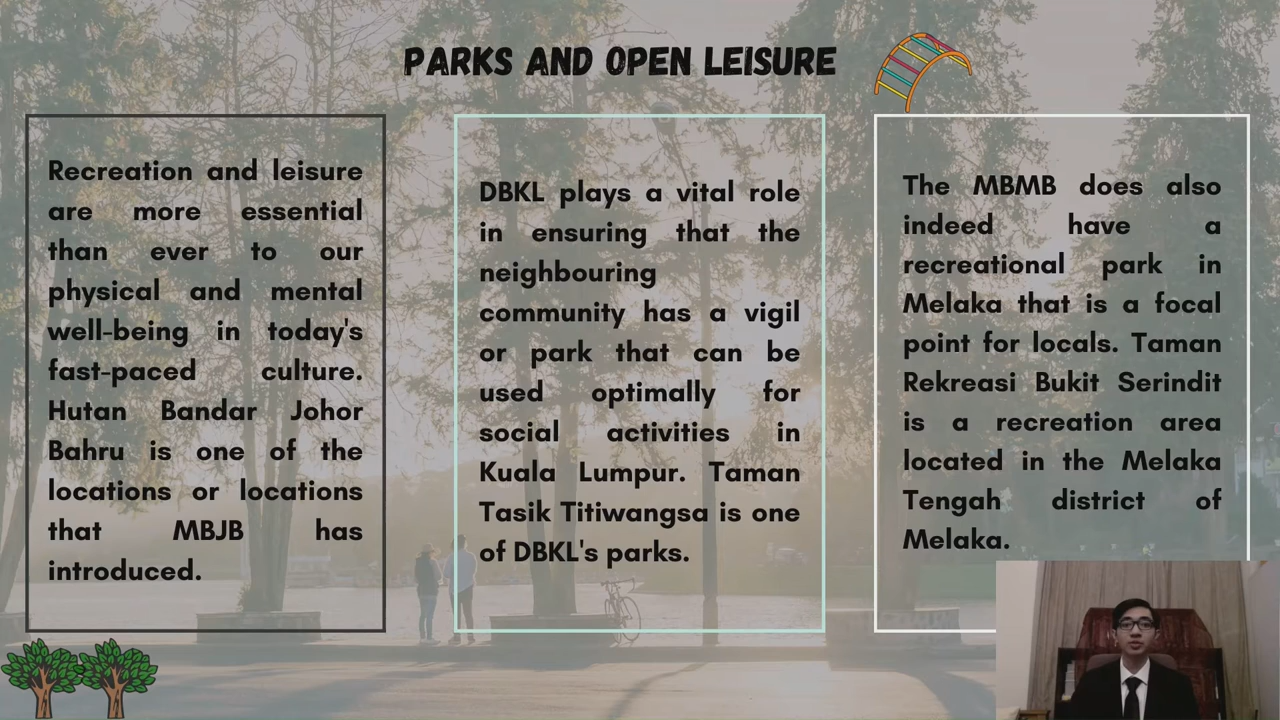 PARKS AND OPEN LEISURE
Recreation and leisure
are more essential
than ever to our
physical and mental
well-being in today's
fast-paced culture.
Hutan Bandar Johor
Bahru is one of the
locations or locations
that MBJB has
introduced.
DBKL plays a vital role
in ensuring that the
neighbouring
community has a vigil
or park that can be
used optimally for
social activities in
Kuala Lumpur. Taman
Tasik Titiwangsa is one
of DBKL's parks.
The MBMB does also
indeed have a
recreational park in
Melaka that is a focal
point for locals. Taman
Rekreasi Bukit Serindit
is a recreation area
located in the Melaka
Tengah district of
Melaka.